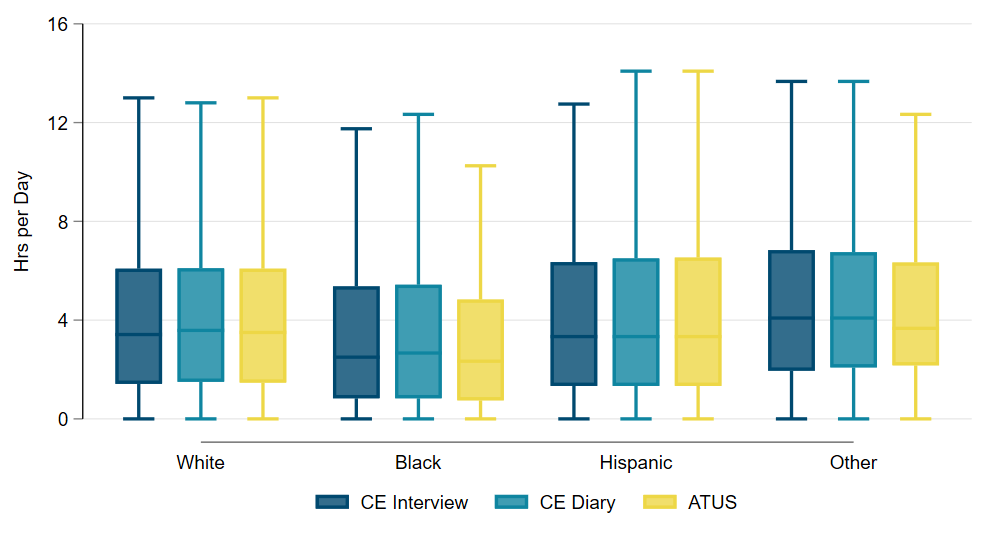 16
12
8
4
0
Hrs per Day
White Black Hispanic Other
CE Interview CE Diary ATUS